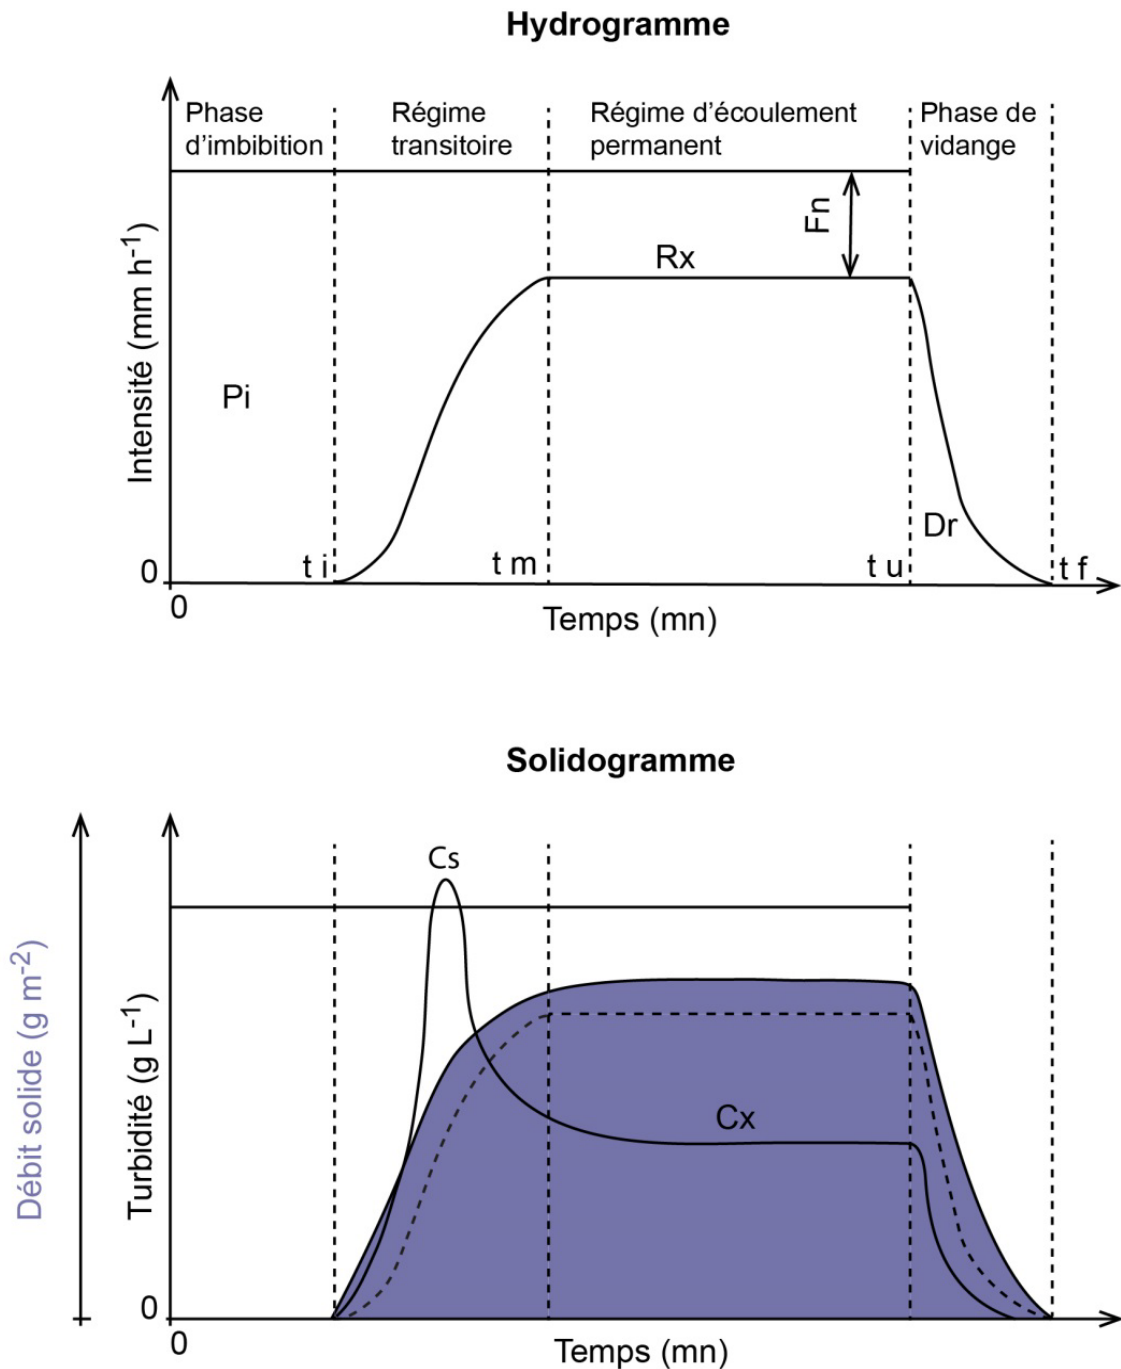 Hydrogramme
Phase
d'imbibition
Régime
transitoire
Régime d'écoulement
permanent
Phase de
vidange
Intensité (mm h⁻¹)
Fn
Rx
Pi
Dr
0
t i
t m
t u
t f
0
Temps (mn)
Solidogramme
Débit solide (g m⁻²)
Turbidité (g L⁻¹)
Cs
Cx
0
0
Temps (mn)